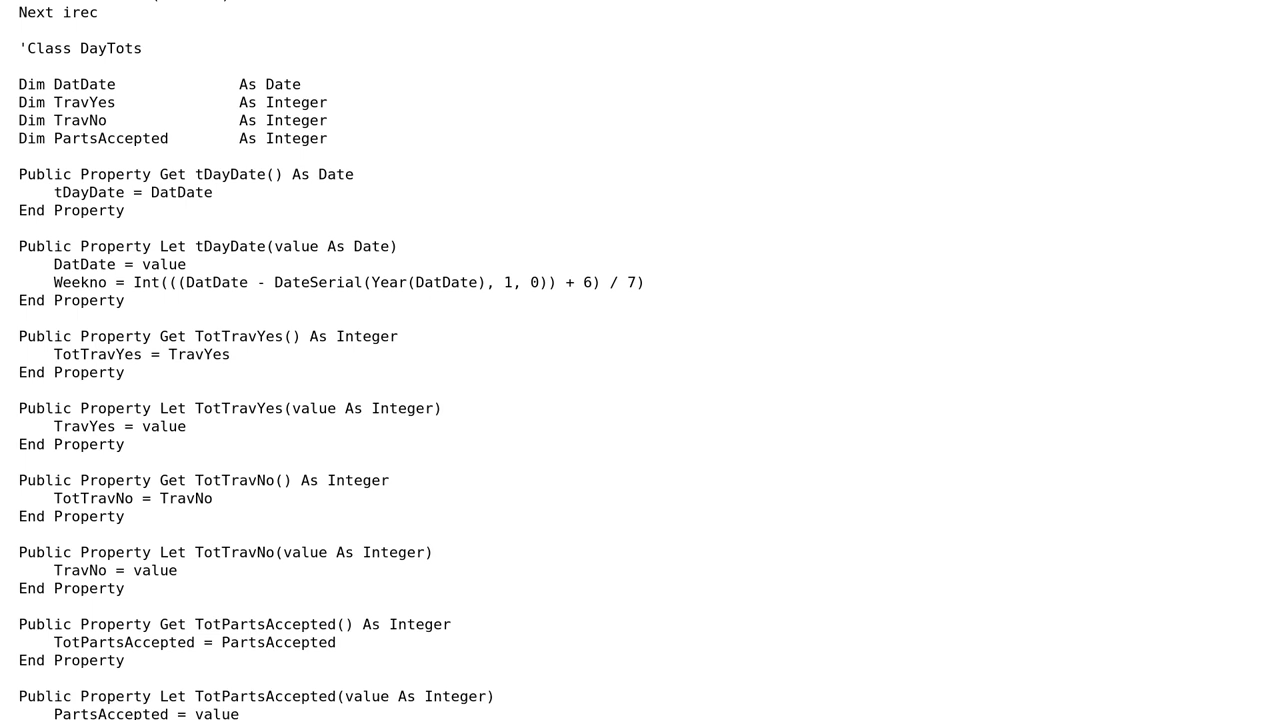 Next irec
'Class DayTots
Dim DatDate              As Date
Dim TravYes              As Integer
Dim TravNo               As Integer
Dim PartsAccepted        As Integer
Public Property Get tDayDate() As Date
    tDayDate = DatDate
End Property
Public Property Let tDayDate(value As Date)
    DatDate = value
    Weekno = Int(((DatDate - DateSerial(Year(DatDate), 1, 0)) + 6) / 7)
End Property
Public Property Get TotTravYes() As Integer
    TotTravYes = TravYes
End Property
Public Property Let TotTravYes(value As Integer)
    TravYes = value
End Property
Public Property Get TotTravNo() As Integer
    TotTravNo = TravNo
End Property
Public Property Let TotTravNo(value As Integer)
    TravNo = value
End Property
Public Property Get TotPartsAccepted() As Integer
    TotPartsAccepted = PartsAccepted
End Property
Public Property Let TotPartsAccepted(value As Integer)
    PartsAccepted = value